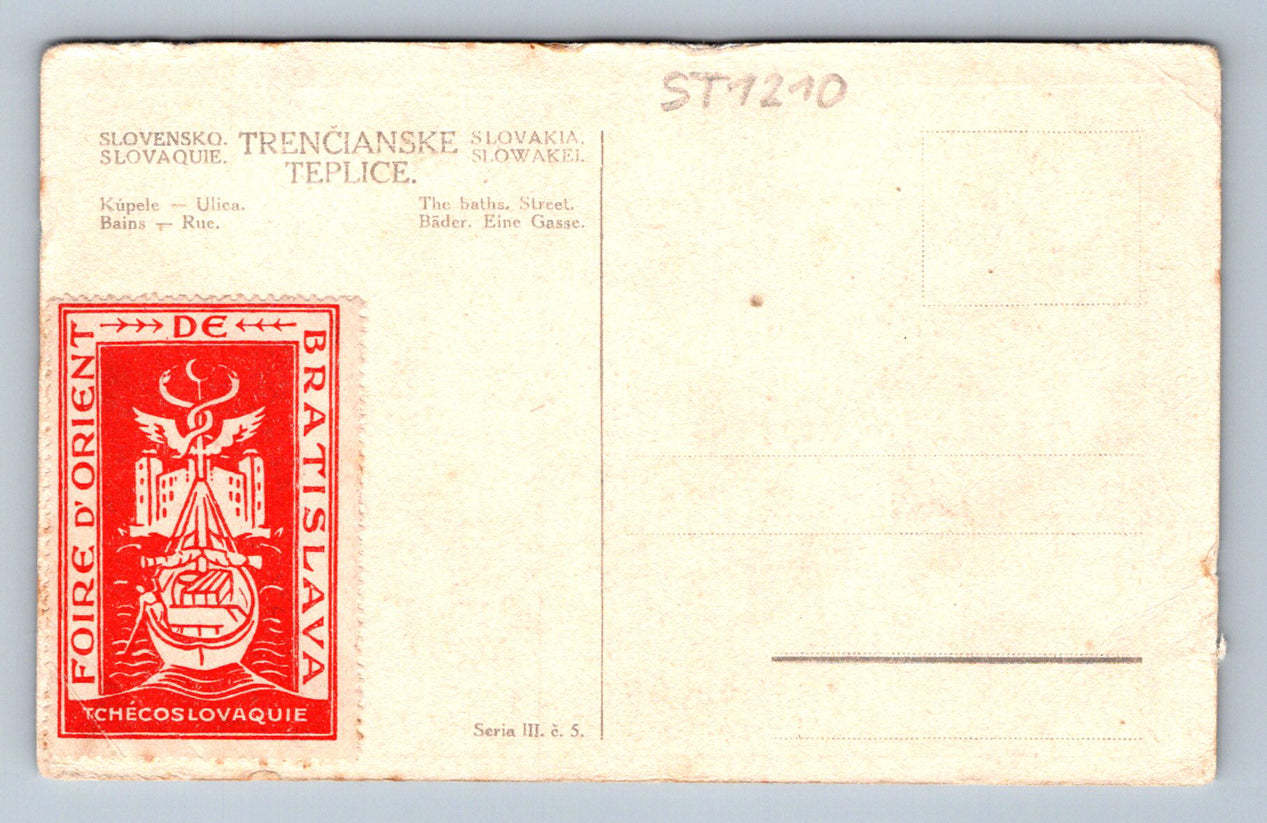 ST1210
SLOVENSKO. TRENČIANSKE SLOVAKIA.
SLOVAQUIE. TEPLICE. SLOWAKEI.
Kúpele — Ulica. The baths. Street.
Bains — Rue. Bäder. Eine Gasse.
FOIRE D'ORIENT
DE
BRATISLAVA
TCHÉCOSLOVAQUIE
Seria III. č. 5.